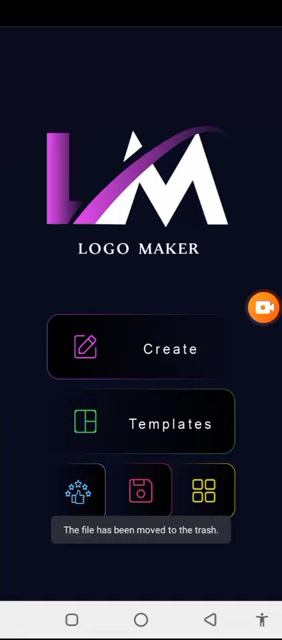 LM
LOGO MAKER
Create
Templates
The file has been moved to the trash.